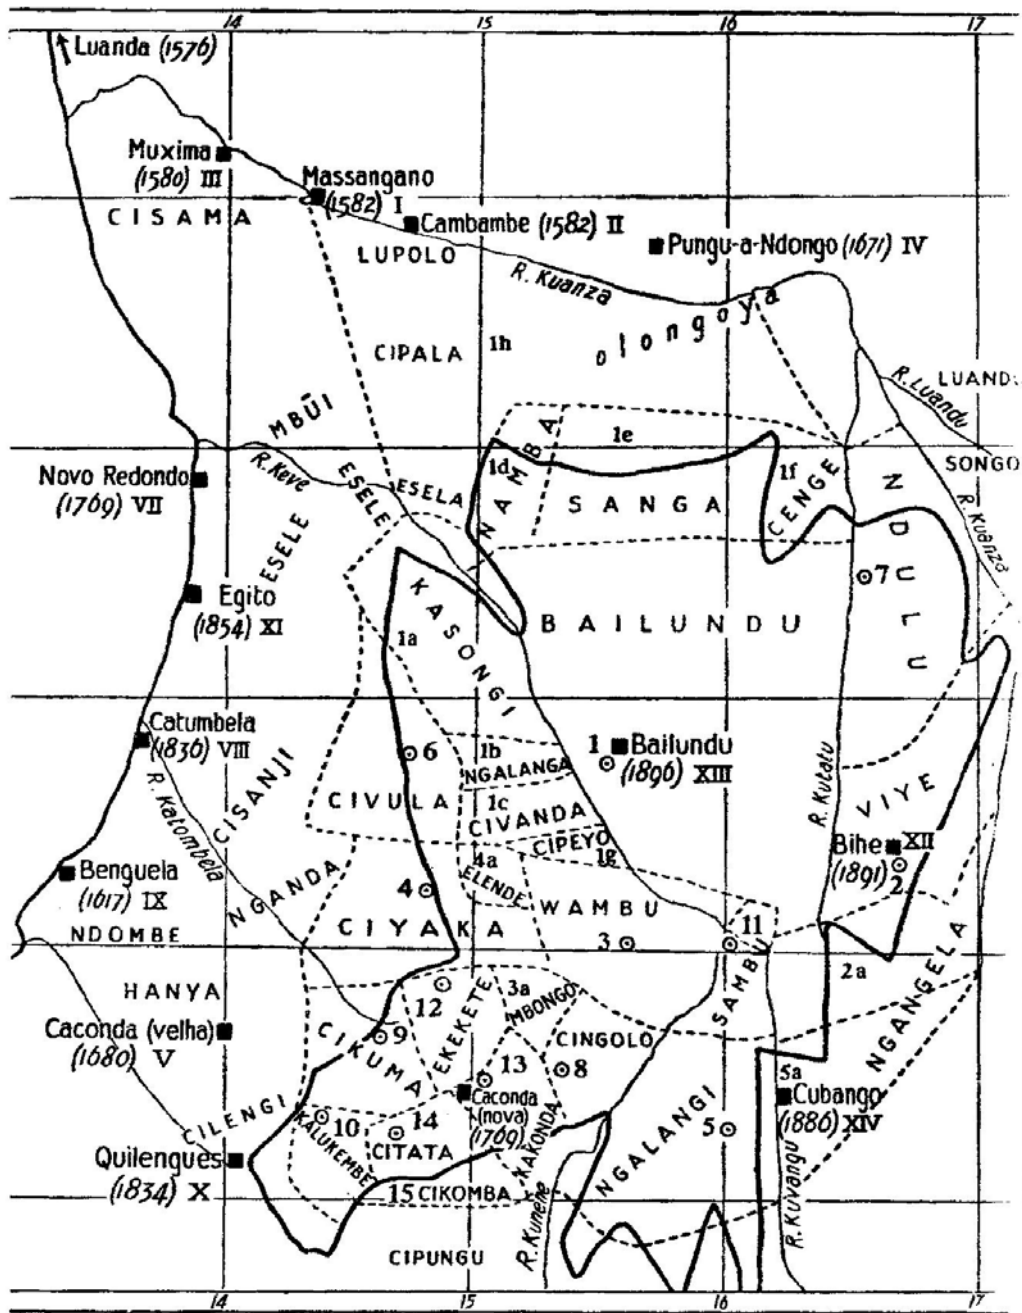 14 15 16 17
Luanda (1576)
Muxima
(1580) III
CISAMA
Massangano
(1582) I
Cambambe (1582) II
LUPOLO
Pungu-a-Ndongo (1671) IV
R. Kuanza
olongoya
CIPALA
1h
R. Luandu
LUANDU
MBŪI
R. Keve
Novo Redondo
(1769) VII
ESELE
ESELA
1d
NAMBA
1e
SANGA
1f
CENGE
NDULU
SONGO
R. Kuanza
ESELE
Egito
(1854) XI
7
KASONGI
1a
BAILUNDU
Catumbela
(1836) VIII
R. Katombela
CISANJI
6
1b
NGALANGA
1
Bailundu
(1896) XIII
R. Kutatu
CIVULA
1c
CIVANDA
CIPEYO
1g
VIYE
Bihe XII
(1891)
2
Benguela
(1617) IX
NDOMBE
NGANDA
4a
ELENDE
4
CIYAKA
WAMBU
3
11
SAMBU
2a
NGANGELA
HANYA
Caconda (velha)
(1680) V
12
EKEKETE
3a
MBONGO
9
CIKUMA
CINGOLO
13
8
Caconda
(nova)
(1769)
5a
Cubango
(1886) XIV
CILENGI
10
KALUKEMBE
14
CITATA
KAKONDA
NGALANGI
5
Quilengues
(1834) X
15 CIKOMBA
R. Kunene
R. Kuvangu
CIPUNGU
14 15 16 17